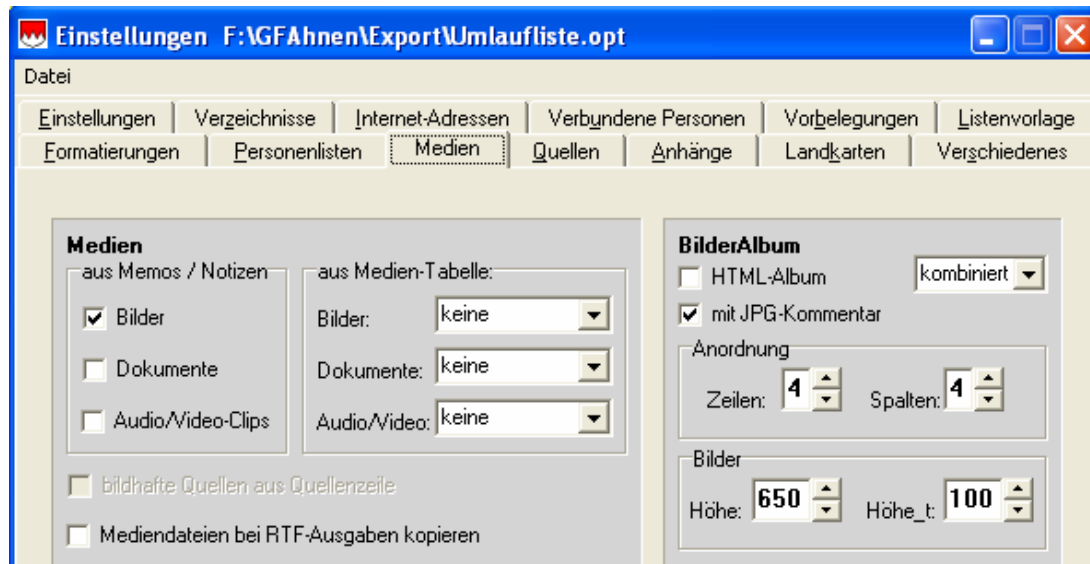 Einstellungen F:\GFAhnen\Export\Umlaufliste.opt
Datei
Einstellungen Verzeichnisse Internet-Adressen Verbundene Personen Vorbelegungen Listenvorlage
Formatierungen Personenlisten Medien Quellen Anhänge Landkarten Verschiedenes
Medien
aus Memos / Notizen
Bilder
Dokumente
Audio/Video-Clips
aus Medien-Tabelle:
Bilder: keine
Dokumente: keine
Audio/Video: keine
bildhafte Quellen aus Quellenzeile
Mediendateien bei RTF-Ausgaben kopieren
BilderAlbum
HTML-Album kombiniert
mit JPG-Kommentar
Anordnung
Zeilen: 4 Spalten: 4
Bilder
Höhe: 650 Höhe_t: 100